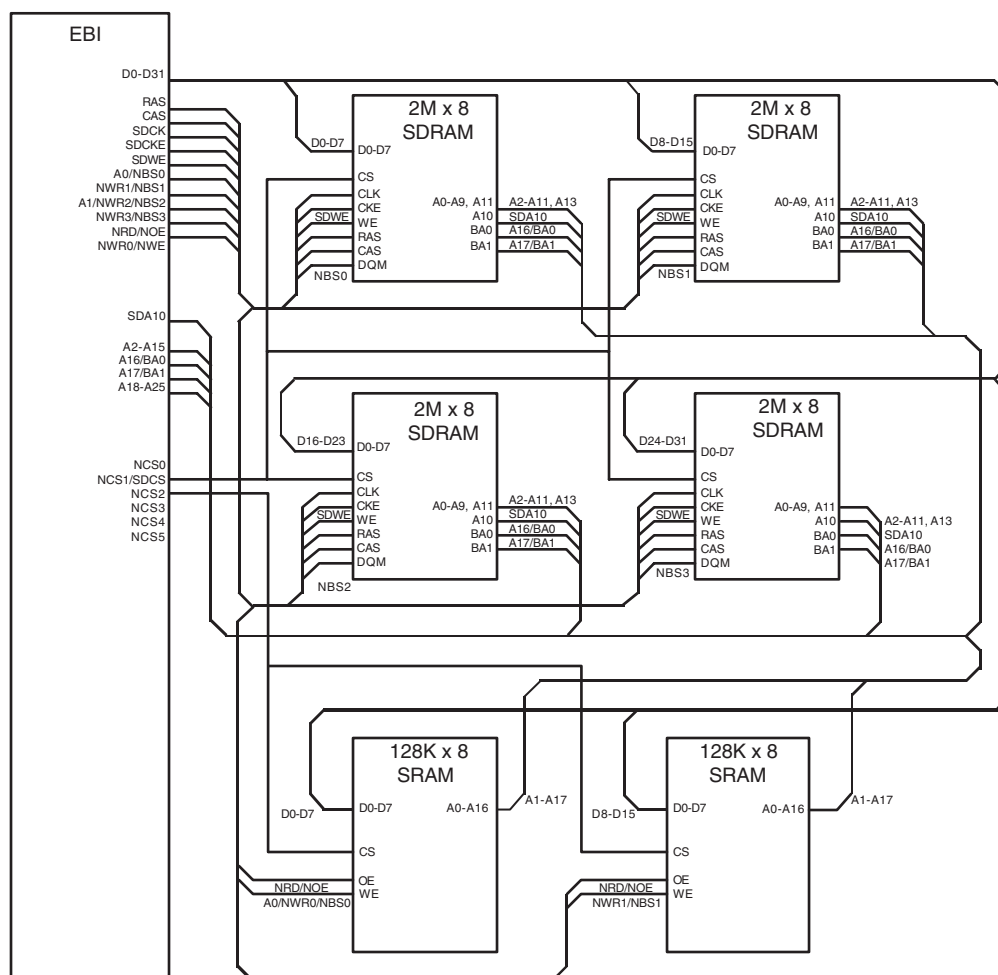 EBI
D0-D31
RAS
CAS
SDCK
SDCKE
SDWE
A0/NBS0
NWR1/NBS1
A1/NWR2/NBS2
NWR3/NBS3
NRD/NOE
NWR0/NWE
SDA10
A2-A15
A16/BA0
A17/BA1
A18-A25
NCS0
NCS1/SDCS
NCS2
NCS3
NCS4
NCS5
2M x 8
SDRAM
D0-D7
D0-D7
CS
CLK
CKE
SDWE
WE
RAS
CAS
DQM
NBS0
A0-A9, A11
A10
BA0
BA1
A2-A11, A13
SDA10
A16/BA0
A17/BA1
2M x 8
SDRAM
D8-D15
D0-D7
CS
CLK
CKE
SDWE
WE
RAS
CAS
DQM
NBS1
A0-A9, A11
A10
BA0
BA1
A2-A11, A13
SDA10
A16/BA0
A17/BA1
2M x 8
SDRAM
D16-D23
D0-D7
CS
CLK
CKE
SDWE
WE
RAS
CAS
DQM
NBS2
A0-A9, A11
A10
BA0
BA1
A2-A11, A13
SDA10
A16/BA0
A17/BA1
2M x 8
SDRAM
D24-D31
D0-D7
CS
CLK
CKE
SDWE
WE
RAS
CAS
DQM
NBS3
A0-A9, A11
A10
BA0
BA1
A2-A11, A13
SDA10
A16/BA0
A17/BA1
128K x 8
SRAM
D0-D7
D0-D7
A0-A16
A1-A17
CS
OE
NRD/NOE
WE
A0/NWR0/NBS0
128K x 8
SRAM
D8-D15
D0-D7
A0-A16
A1-A17
CS
OE
NRD/NOE
WE
NWR1/NBS1